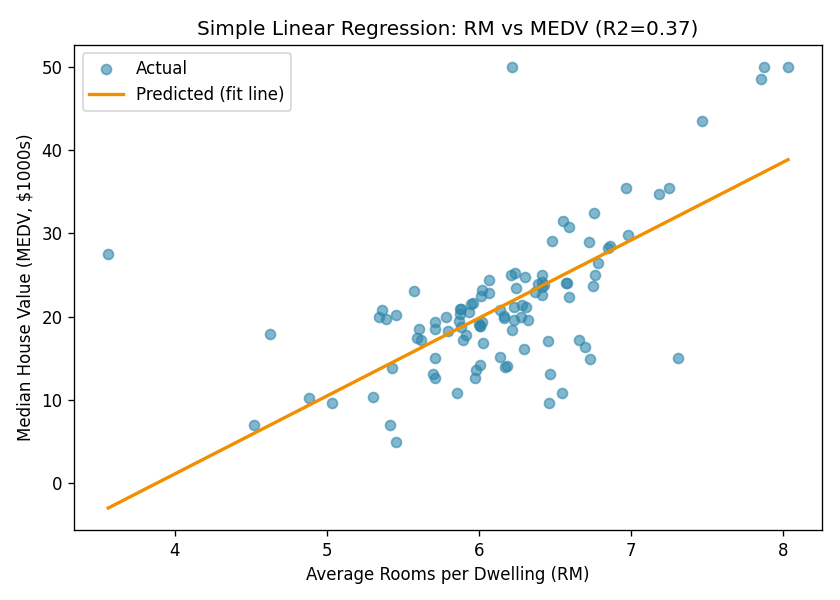 Simple Linear Regression: RM vs MEDV (R2=0.37)
Actual
Predicted (fit line)
Median House Value (MEDV, $1000s)
50
40
30
20
10
0
4
5
6
7
8
Average Rooms per Dwelling (RM)